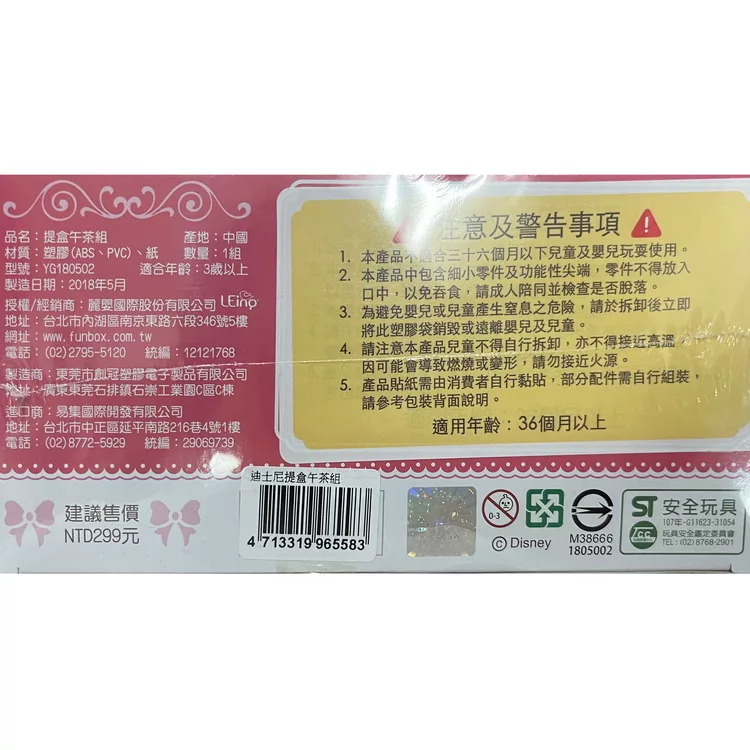 品名：提盒午茶組　產地：中國
材質：塑膠(ABS、PVC)、紙　數量：1組
型號：YG180502　適合年齡：3歲以上
製造日期：2018年5月
授權/經銷商：麗嬰國際股份有限公司 LEinp
地址：台北市內湖區南京東路六段346號5樓
網址：www.funbox.com.tw
電話：(02)2795-5120　統編：12121768
製造商：東莞市創冠塑膠電子製品有限公司
地址：廣東東莞石排鎮石崇工業園C區C棟
進口商：易集國際開發有限公司
地址：台北市中正區延平南路216巷4號1樓
電話：(02)8772-5929　統編：29069739
注意及警告事項
1. 本產品不適合三十六個月以下兒童及嬰兒玩耍使用。
2. 本產品中包含細小零件及功能性尖端，零件不得放入
口中，以免吞食，請成人陪同並檢查是否脫落。
3. 為避免嬰兒或兒童產生窒息之危險，請於拆卸後立即
將此塑膠袋銷毀或遠離嬰兒及兒童。
4. 請注意本產品兒童不得自行拆卸，亦不得接近高溫，
因可能會導致燃燒或變形，請勿接近火源。
5. 產品貼紙需由消費者自行黏貼，部分配件需自行組裝，
請參考包裝背面說明。
適用年齡：36個月以上
建議售價
NTD299元
迪士尼提盒午茶組
4 713319 965583
0-3
©Disney
M38666
1805002
ST 安全玩具
107年-G11623-31054
玩具安全鑑定委員會
TEL：(02)8768-2901